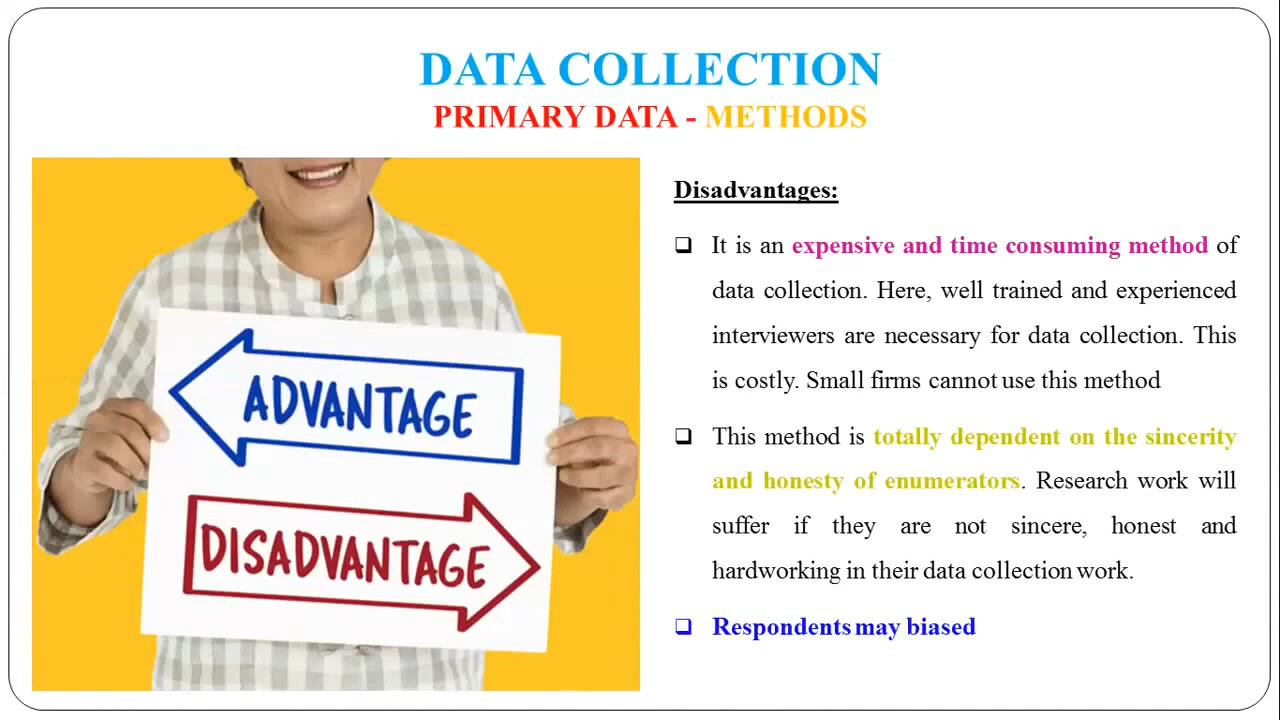 DATA COLLECTION
PRIMARY DATA - METHODS
ADVANTAGE
DISADVANTAGE
Disadvantages:
It is an expensive and time consuming method of
data collection. Here, well trained and experienced
interviewers are necessary for data collection. This
is costly. Small firms cannot use this method
This method is totally dependent on the sincerity
and honesty of enumerators. Research work will
suffer if they are not sincere, honest and
hardworking in their data collection work.
Respondents may biased